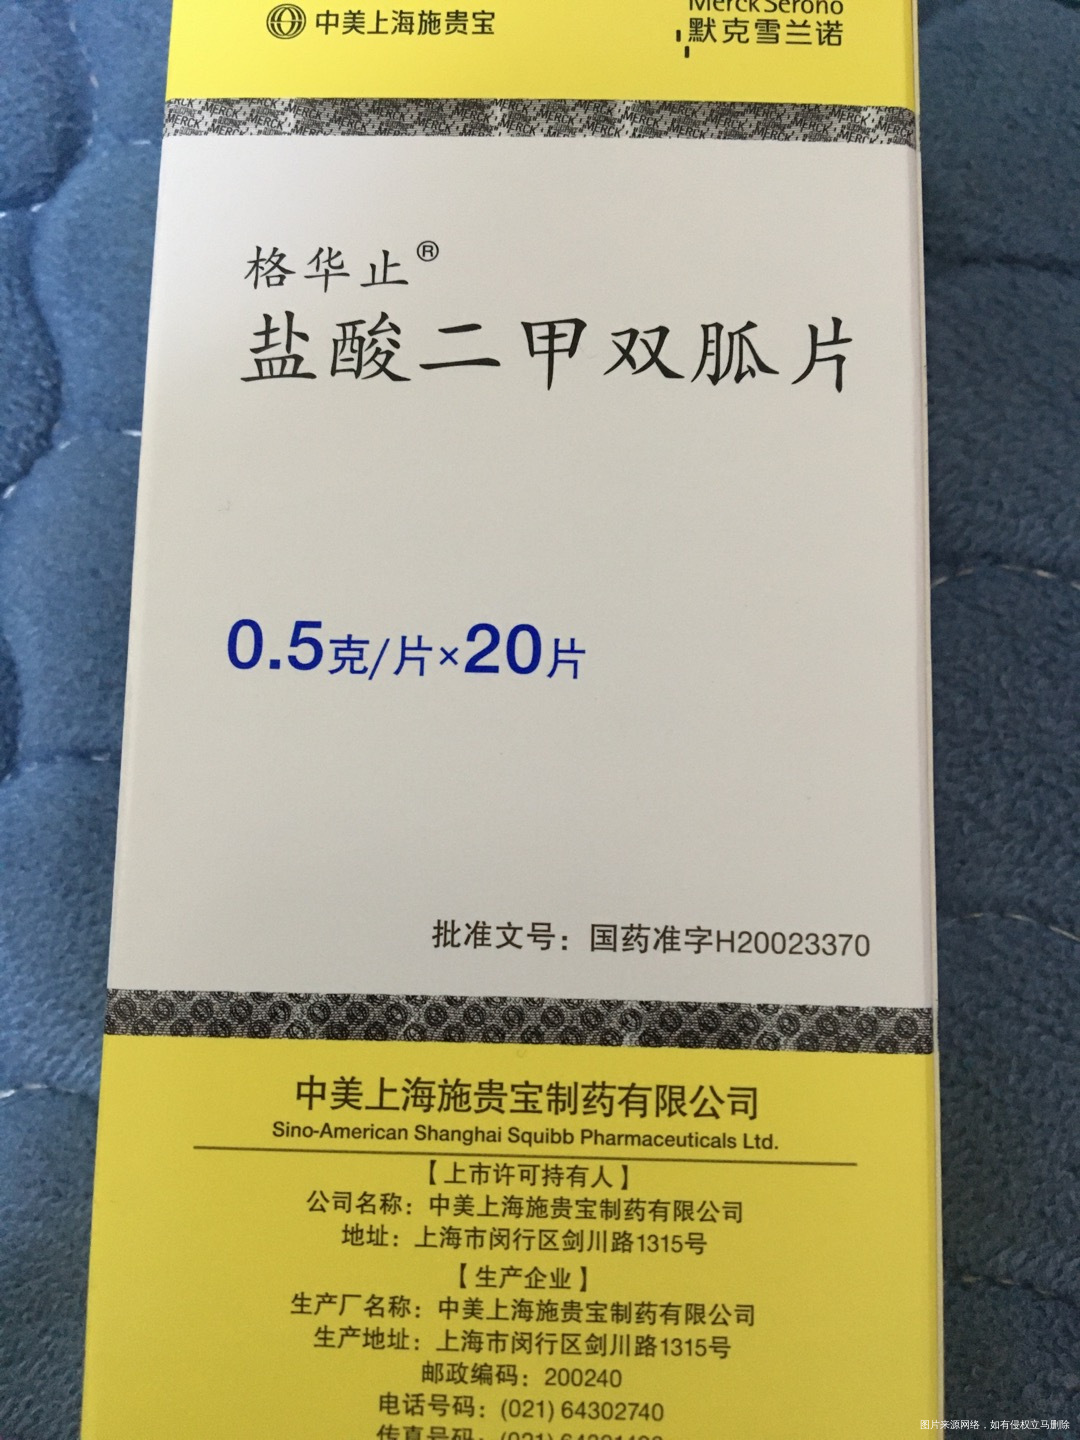 中美上海施贵宝
Merck Serono
默克雪兰诺
格华止®
盐酸二甲双胍片
0.5克/片×20片
批准文号：国药准字H20023370
中美上海施贵宝制药有限公司
Sino-American Shanghai Squibb Pharmaceuticals Ltd.
【上市许可持有人】
公司名称：中美上海施贵宝制药有限公司
地址：上海市闵行区剑川路1315号
【生产企业】
生产厂名称：中美上海施贵宝制药有限公司
生产地址：上海市闵行区剑川路1315号
邮政编码：200240
电话号码：(021) 64302740
传真号码：(021)
图片来源网络，如有侵权立马删除